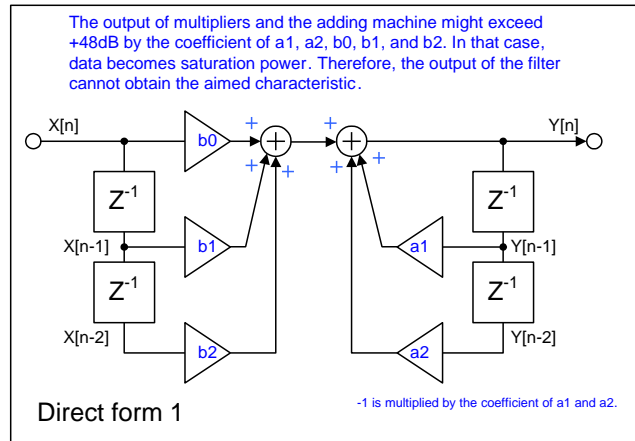 The output of multipliers and the adding machine might exceed
+48dB by the coefficient of a1, a2, b0, b1, and b2. In that case,
data becomes saturation power. Therefore, the output of the filter
cannot obtain the aimed characteristic.
X[n]
b0
+
+
+
+
+
+
+
+
Y[n]
Z-1
Z-1
X[n-1]
b1
a1
Y[n-1]
Z-1
Z-1
X[n-2]
b2
a2
Y[n-2]
Direct form 1
-1 is multiplied by the coefficient of a1 and a2.